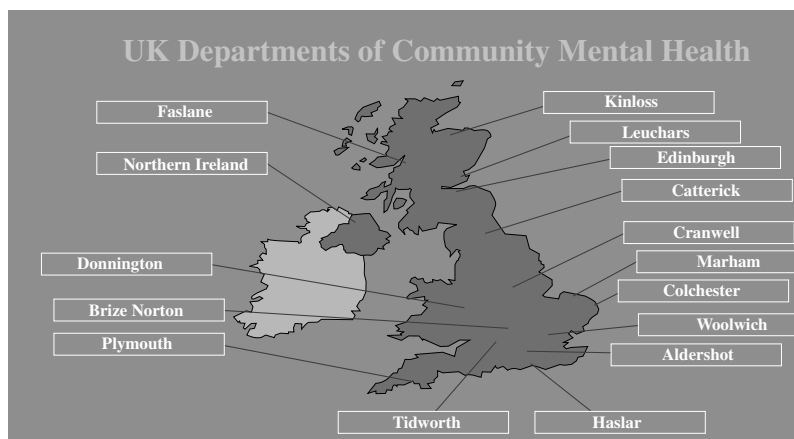 UK Departments of Community Mental Health
Kinloss
Faslane
Leuchars
Edinburgh
Northern Ireland
Catterick
Cranwell
Donnington
Marham
Colchester
Brize Norton
Woolwich
Plymouth
Aldershot
Tidworth
Haslar